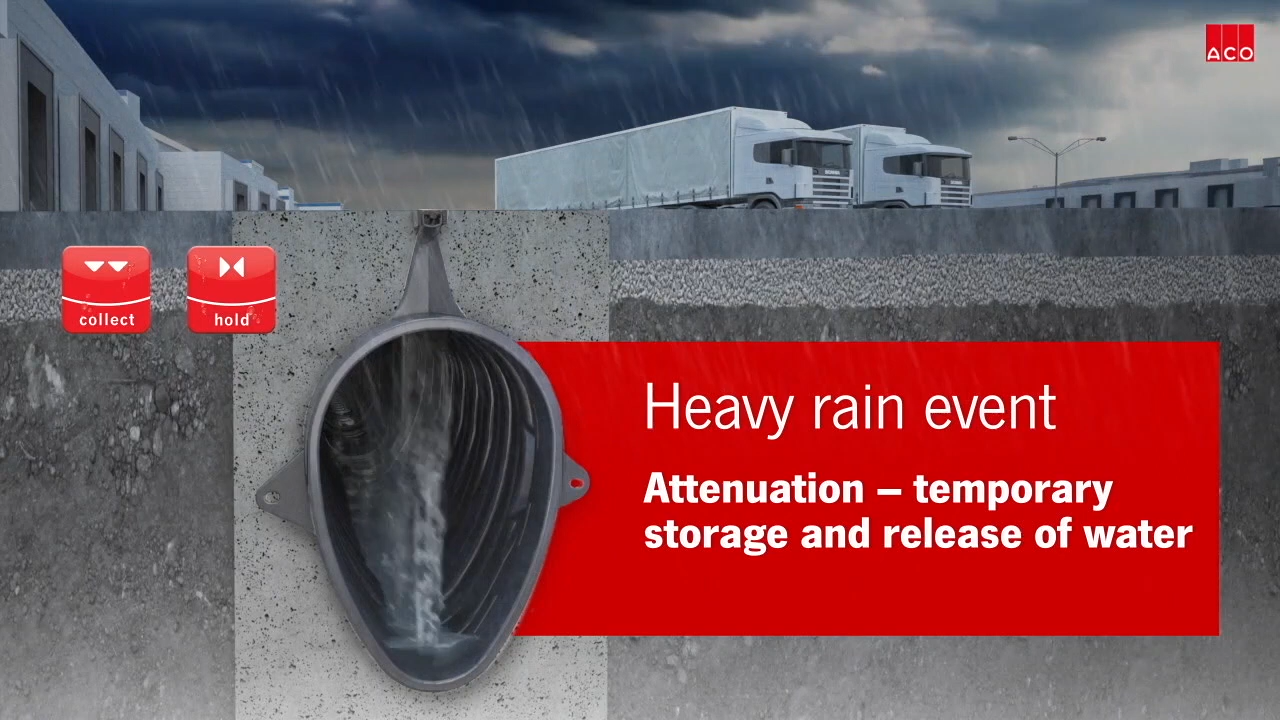 ACO
collect
hold
Heavy rain event
Attenuation – temporary
storage and release of water